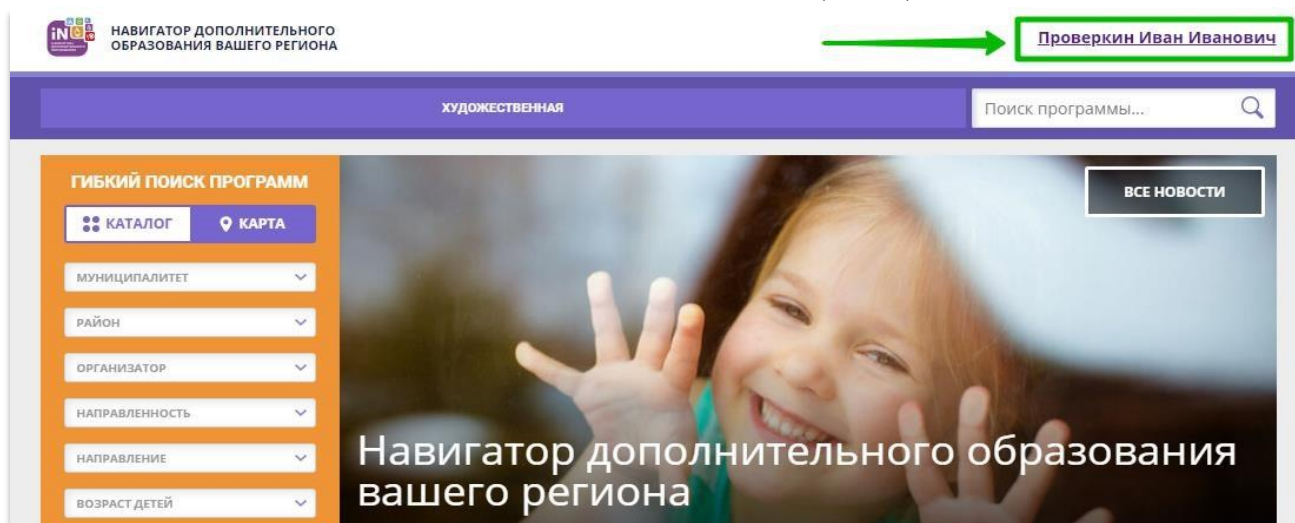 НАВИГАТОР ДОПОЛНИТЕЛЬНОГО
ОБРАЗОВАНИЯ ВАШЕГО РЕГИОНА
Проверкин Иван Иванович
ХУДОЖЕСТВЕННАЯ
Поиск программы...
ГИБКИЙ ПОИСК ПРОГРАММ
КАТАЛОГ
КАРТА
МУНИЦИПАЛИТЕТ
РАЙОН
ОРГАНИЗАТОР
НАПРАВЛЕННОСТЬ
НАПРАВЛЕНИЕ
ВОЗРАСТ ДЕТЕЙ
ВСЕ НОВОСТИ
Навигатор дополнительного образования
вашего региона